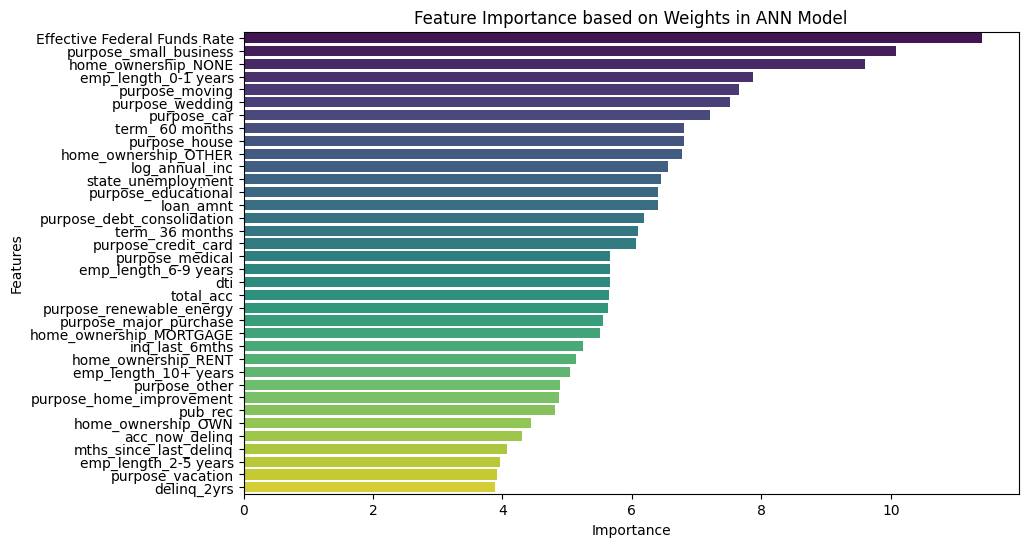 Feature Importance based on Weights in ANN Model
Effective Federal Funds Rate
purpose_small_business
home_ownership_NONE
emp_length_0-1 years
purpose_moving
purpose_wedding
purpose_car
term_ 60 months
purpose_house
home_ownership_OTHER
log_annual_inc
state_unemployment
purpose_educational
loan_amnt
purpose_debt_consolidation
term_ 36 months
purpose_credit_card
purpose_medical
emp_length_6-9 years
dti
total_acc
purpose_renewable_energy
purpose_major_purchase
home_ownership_MORTGAGE
inq_last_6mths
home_ownership_RENT
emp_length_10+ years
purpose_other
purpose_home_improvement
pub_rec
home_ownership_OWN
acc_now_delinq
mths_since_last_delinq
emp_length_2-5 years
purpose_vacation
delinq_2yrs
Features
0 2 4 6 8 10
Importance